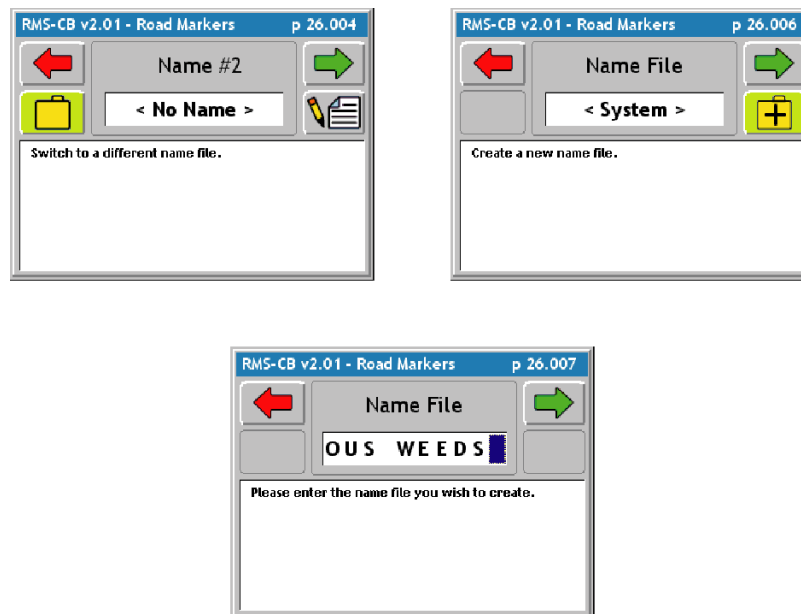 RMS-CB v2.01 - Road Markers p 26.004
Name #2
< No Name >
Switch to a different name file.
RMS-CB v2.01 - Road Markers p 26.006
Name File
< System >
Create a new name file.
RMS-CB v2.01 - Road Markers p 26.007
Name File
OUS WEEDS
Please enter the name file you wish to create.